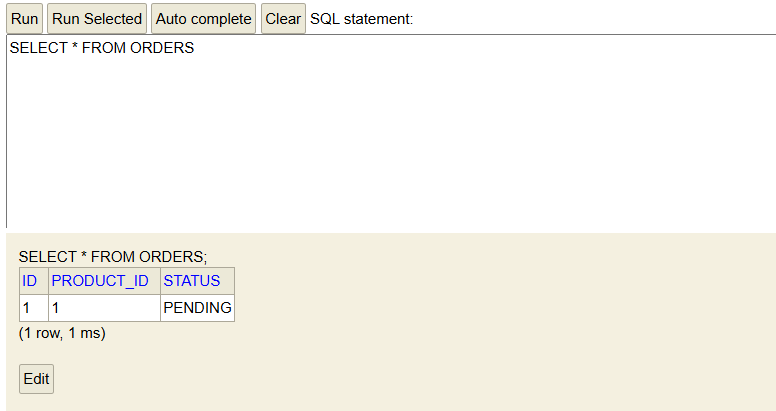 Run Run Selected Auto complete Clear SQL statement:
SELECT * FROM ORDERS
SELECT * FROM ORDERS;
ID PRODUCT_ID STATUS
1 1 PENDING
(1 row, 1 ms)
Edit